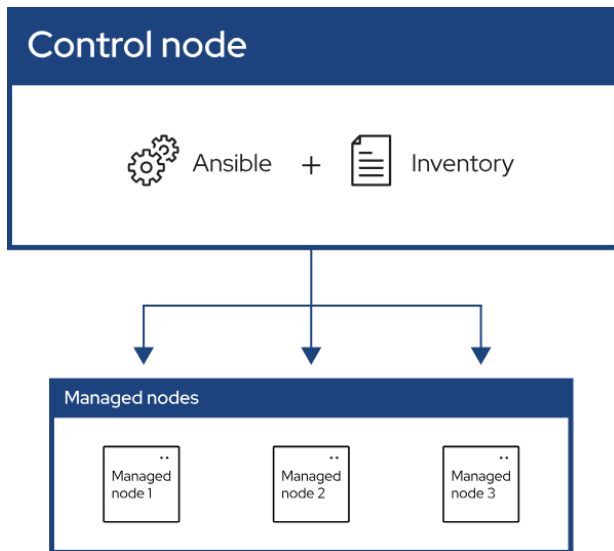 Control node
Ansible + Inventory
Managed nodes
Managed
node 1
Managed
node 2
Managed
node 3